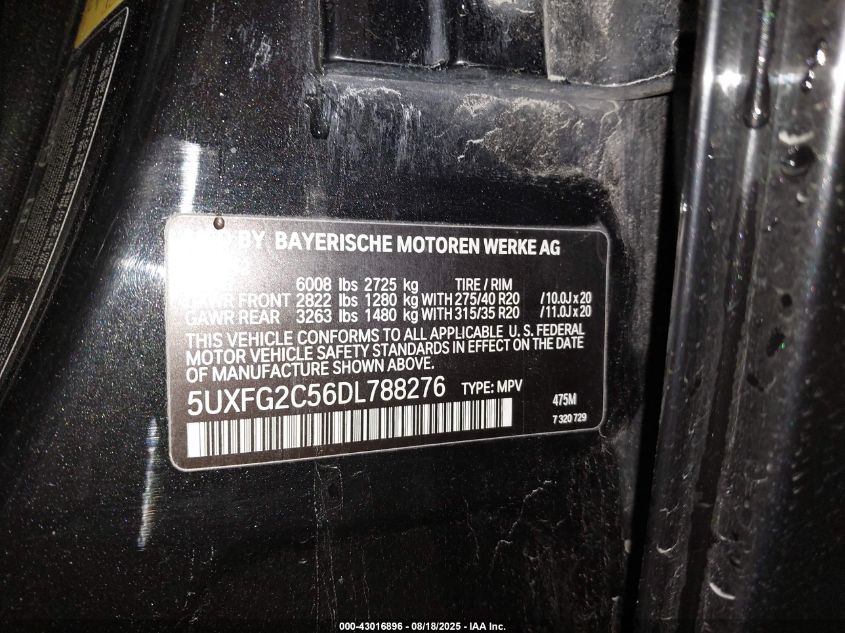 BY BAYERISCHE MOTOREN WERKE AG
6008 lbs 2725 kg TIRE / RIM
GAWR FRONT 2822 lbs 1280 kg WITH 275/40 R20 / 10.0J x 20
GAWR REAR 3263 lbs 1480 kg WITH 315/35 R20 / 11.0J x 20
THIS VEHICLE CONFORMS TO ALL APPLICABLE U. S. FEDERAL
MOTOR VEHICLE SAFETY STANDARDS IN EFFECT ON THE DATE
OF MANUFACTURE SHOWN ABOVE.
5UXFG2C56DL788276 TYPE: MPV 475M
7 320 729
000-43016896 - 08/18/2025 - IAA Inc.